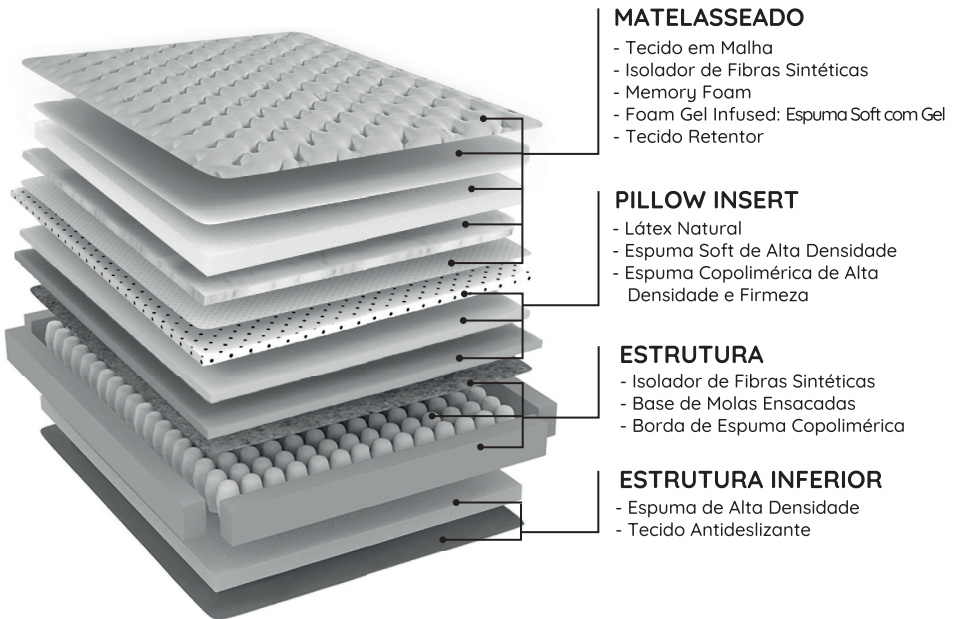 MATELASSEADO
- Tecido em Malha
- Isolador de Fibras Sintéticas
- Memory Foam
- Foam Gel Infused: Espuma Soft com Gel
- Tecido Retentor
PILLOW INSERT
- Látex Natural
- Espuma Soft de Alta Densidade
- Espuma Copolimérica de Alta
Densidade e Firmeza
ESTRUTURA
- Isolador de Fibras Sintéticas
- Base de Molas Ensacadas
- Borda de Espuma Copolimérica
ESTRUTURA INFERIOR
- Espuma de Alta Densidade
- Tecido Antideslizante